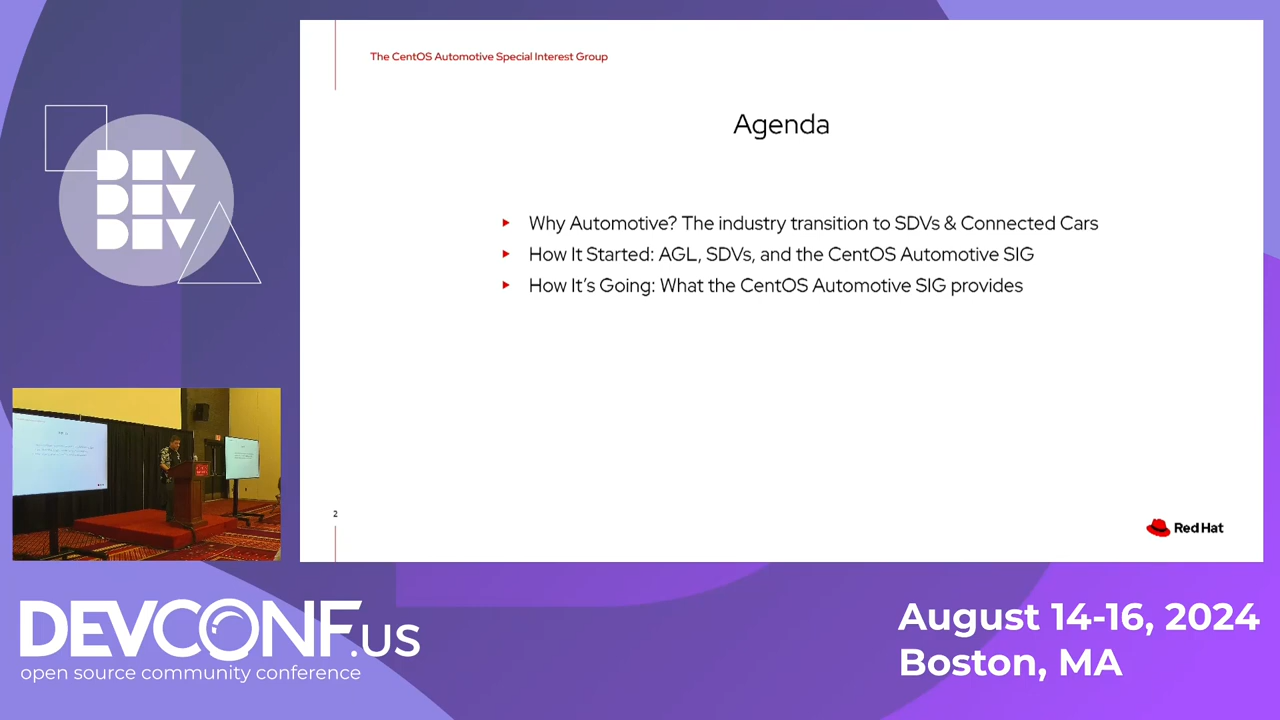 The CentOS Automotive Special Interest Group
Agenda
Why Automotive? The industry transition to SDVs & Connected Cars
How It Started: AGL, SDVs, and the CentOS Automotive SIG
How It's Going: What the CentOS Automotive SIG provides
2
Red Hat
DEV
DEV
DEV
DEVCONF.US
open source community conference
August 14-16, 2024
Boston, MA